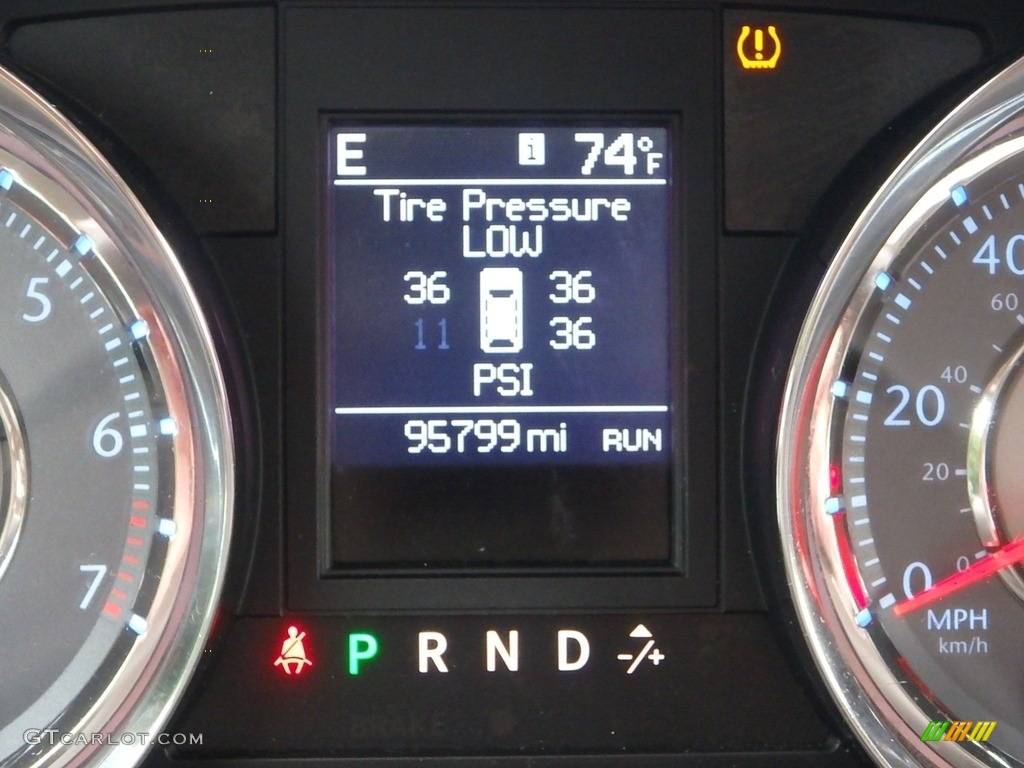 E i 74°F
Tire Pressure
LOW
36 36
11 36
PSI
95799 mi RUN
5
6
7
40
60
20
40
20
0
0
MPH
km/h
P R N D -/+
GTCARLOT.COM